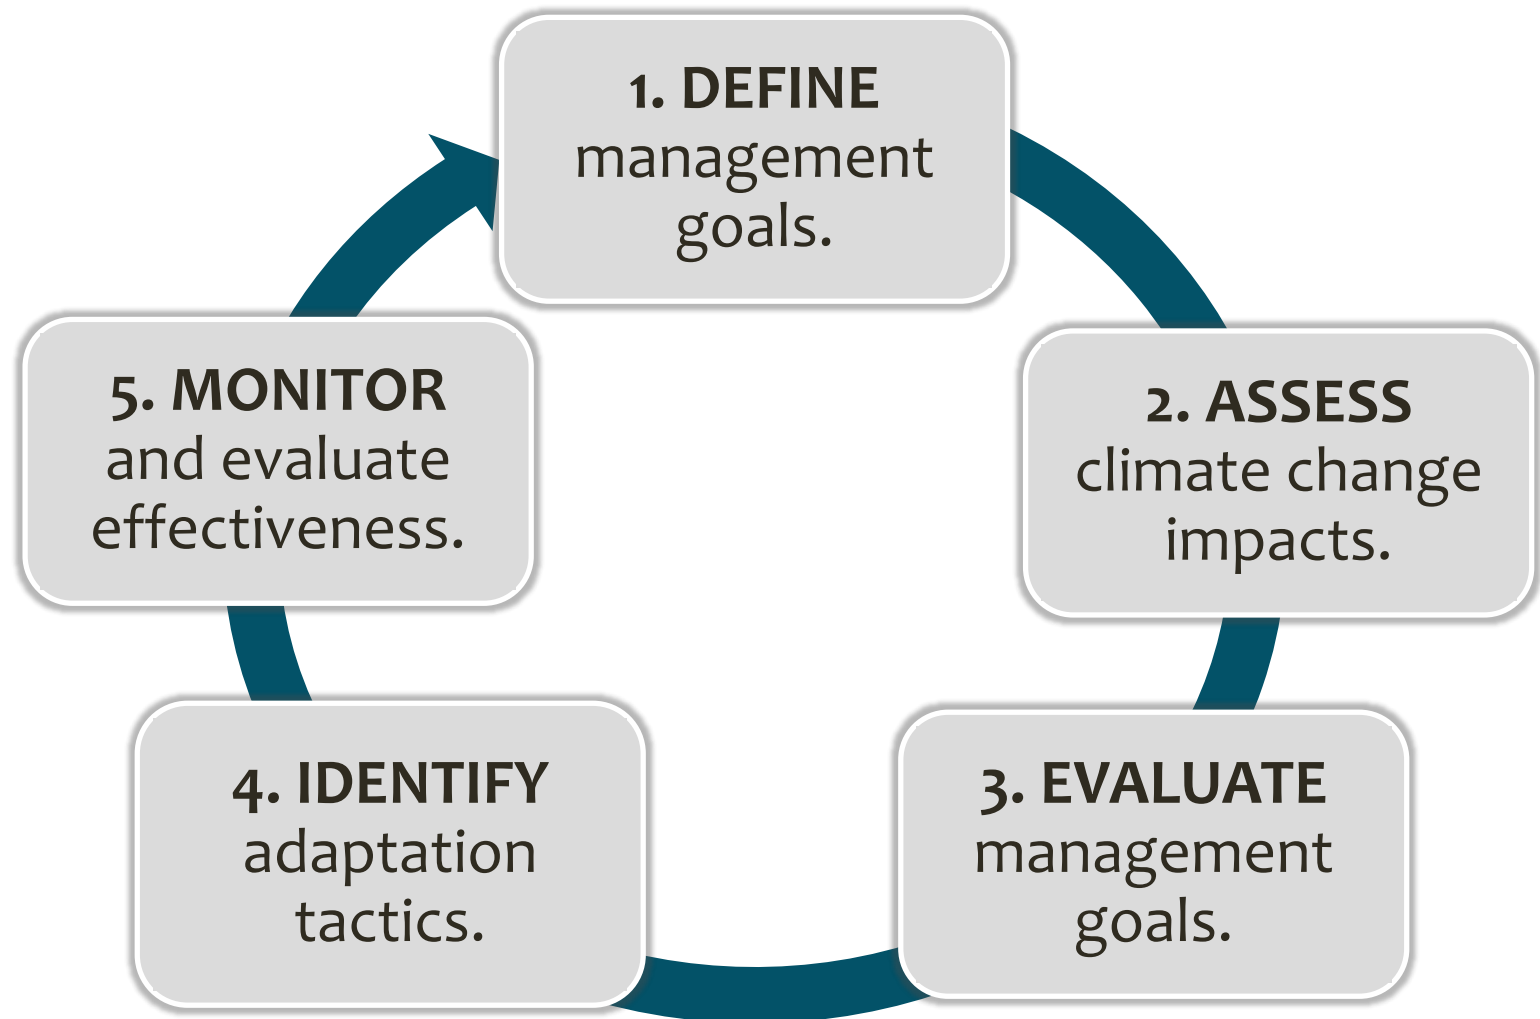 1. DEFINE
management
goals.
2. ASSESS
climate change
impacts.
3. EVALUATE
management
goals.
4. IDENTIFY
adaptation
tactics.
5. MONITOR
and evaluate
effectiveness.